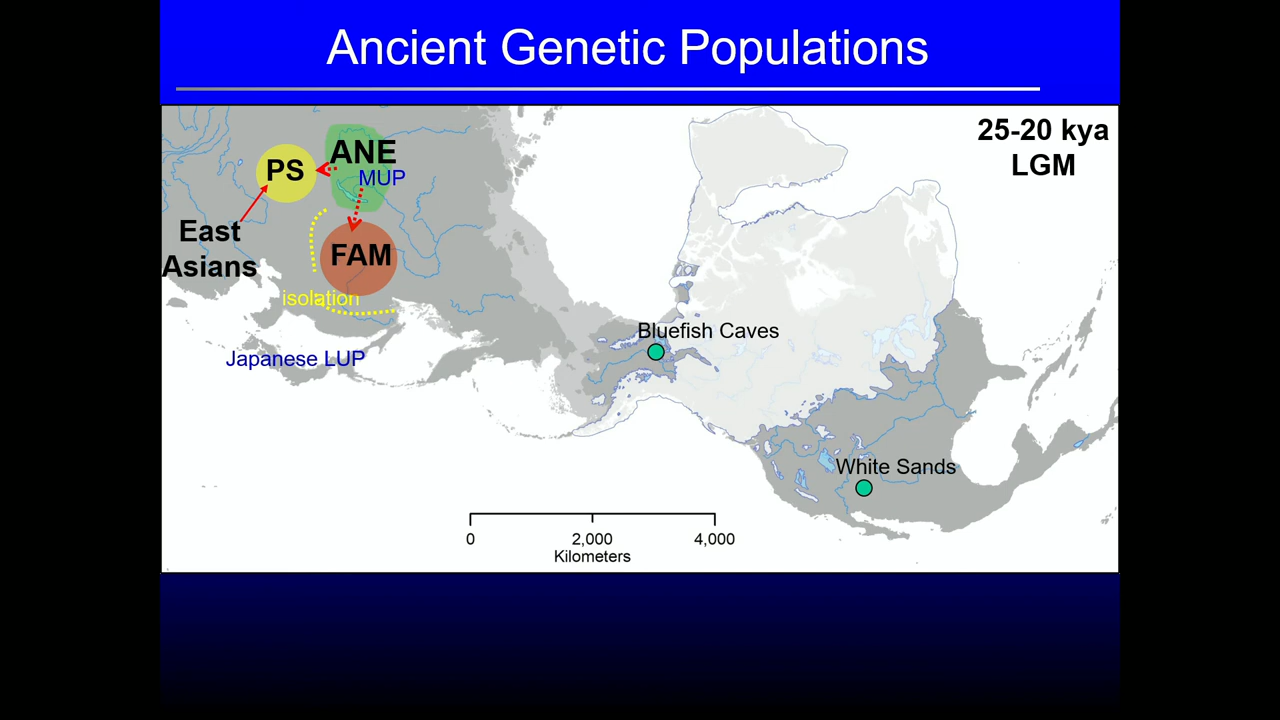 Ancient Genetic Populations
25-20 kya
LGM
ANE
PS
MUP
East
Asians
FAM
isolation
Japanese LUP
Bluefish Caves
White Sands
0 2,000 4,000
Kilometers